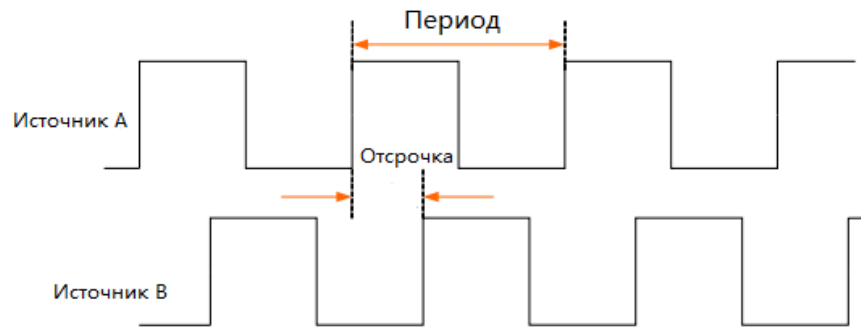 Период
Источник А
Отсрочка
Источник В